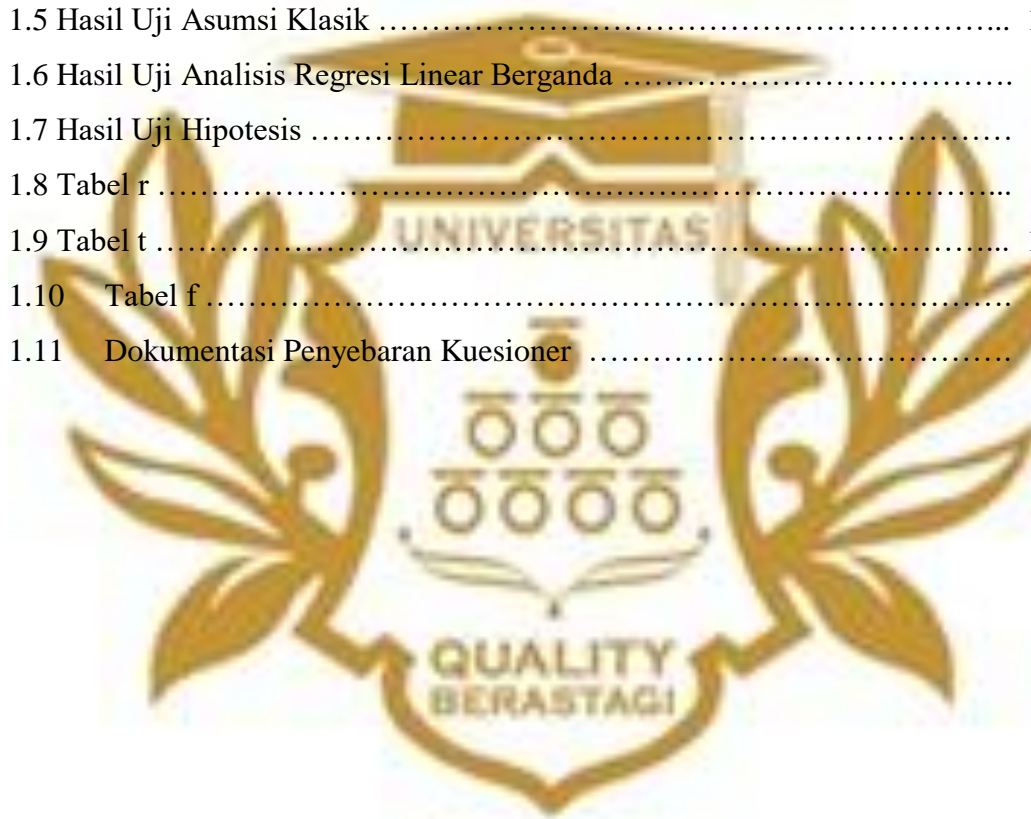 1.5 Hasil Uji Asumsi Klasik ……………………………………………………..
1.6 Hasil Uji Analisis Regresi Linear Berganda ……………………………….
1.7 Hasil Uji Hipotesis ……………………………………………………………
1.8 Tabel r ………………………………………………………………………...
1.9 Tabel t ………………………………………………………………………...
1.10 Tabel f …………………………………………………………………….
1.11 Dokumentasi Penyebaran Kuesioner …………………………………….
UNIVERSITAS
QUALITY
BERASTAGI